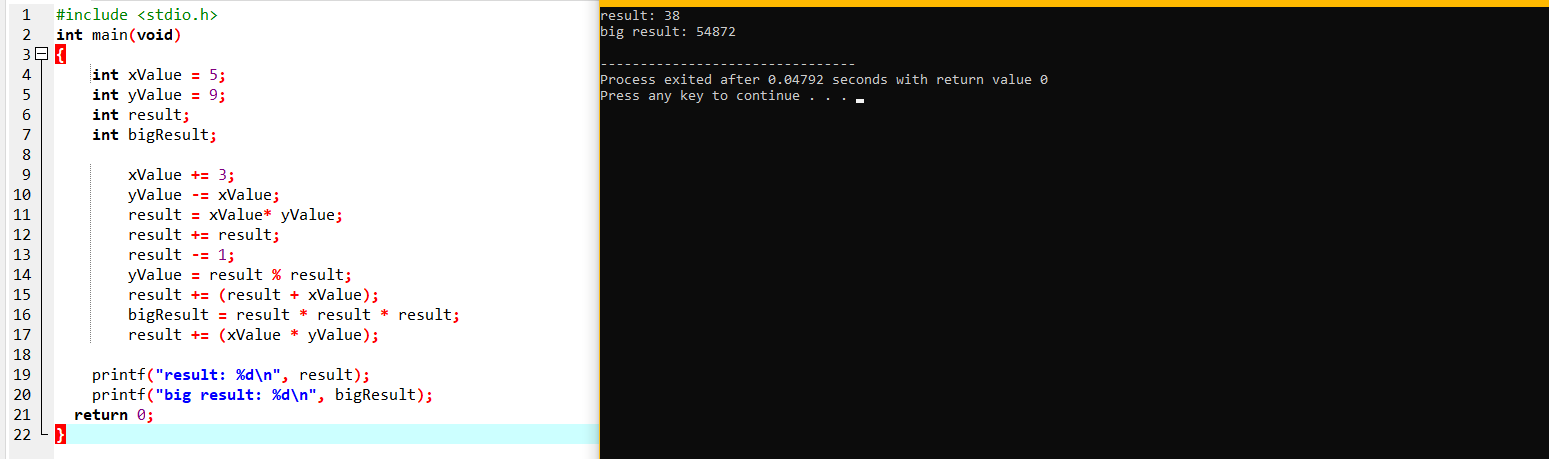 1 #include <stdio.h>
2 int main(void)
3 {
4 int xValue = 5;
5 int yValue = 9;
6 int result;
7 int bigResult;
8
9 xValue += 3;
10 yValue -= xValue;
11 result = xValue* yValue;
12 result += result;
13 result -= 1;
14 yValue = result % result;
15 result += (result + xValue);
16 bigResult = result * result * result;
17 result += (xValue * yValue);
18
19 printf("result: %d\n", result);
20 printf("big result: %d\n", bigResult);
21 return 0;
22 }
result: 38
big result: 54872
--------------------------------
Process exited after 0.04792 seconds with return value 0
Press any key to continue . . .